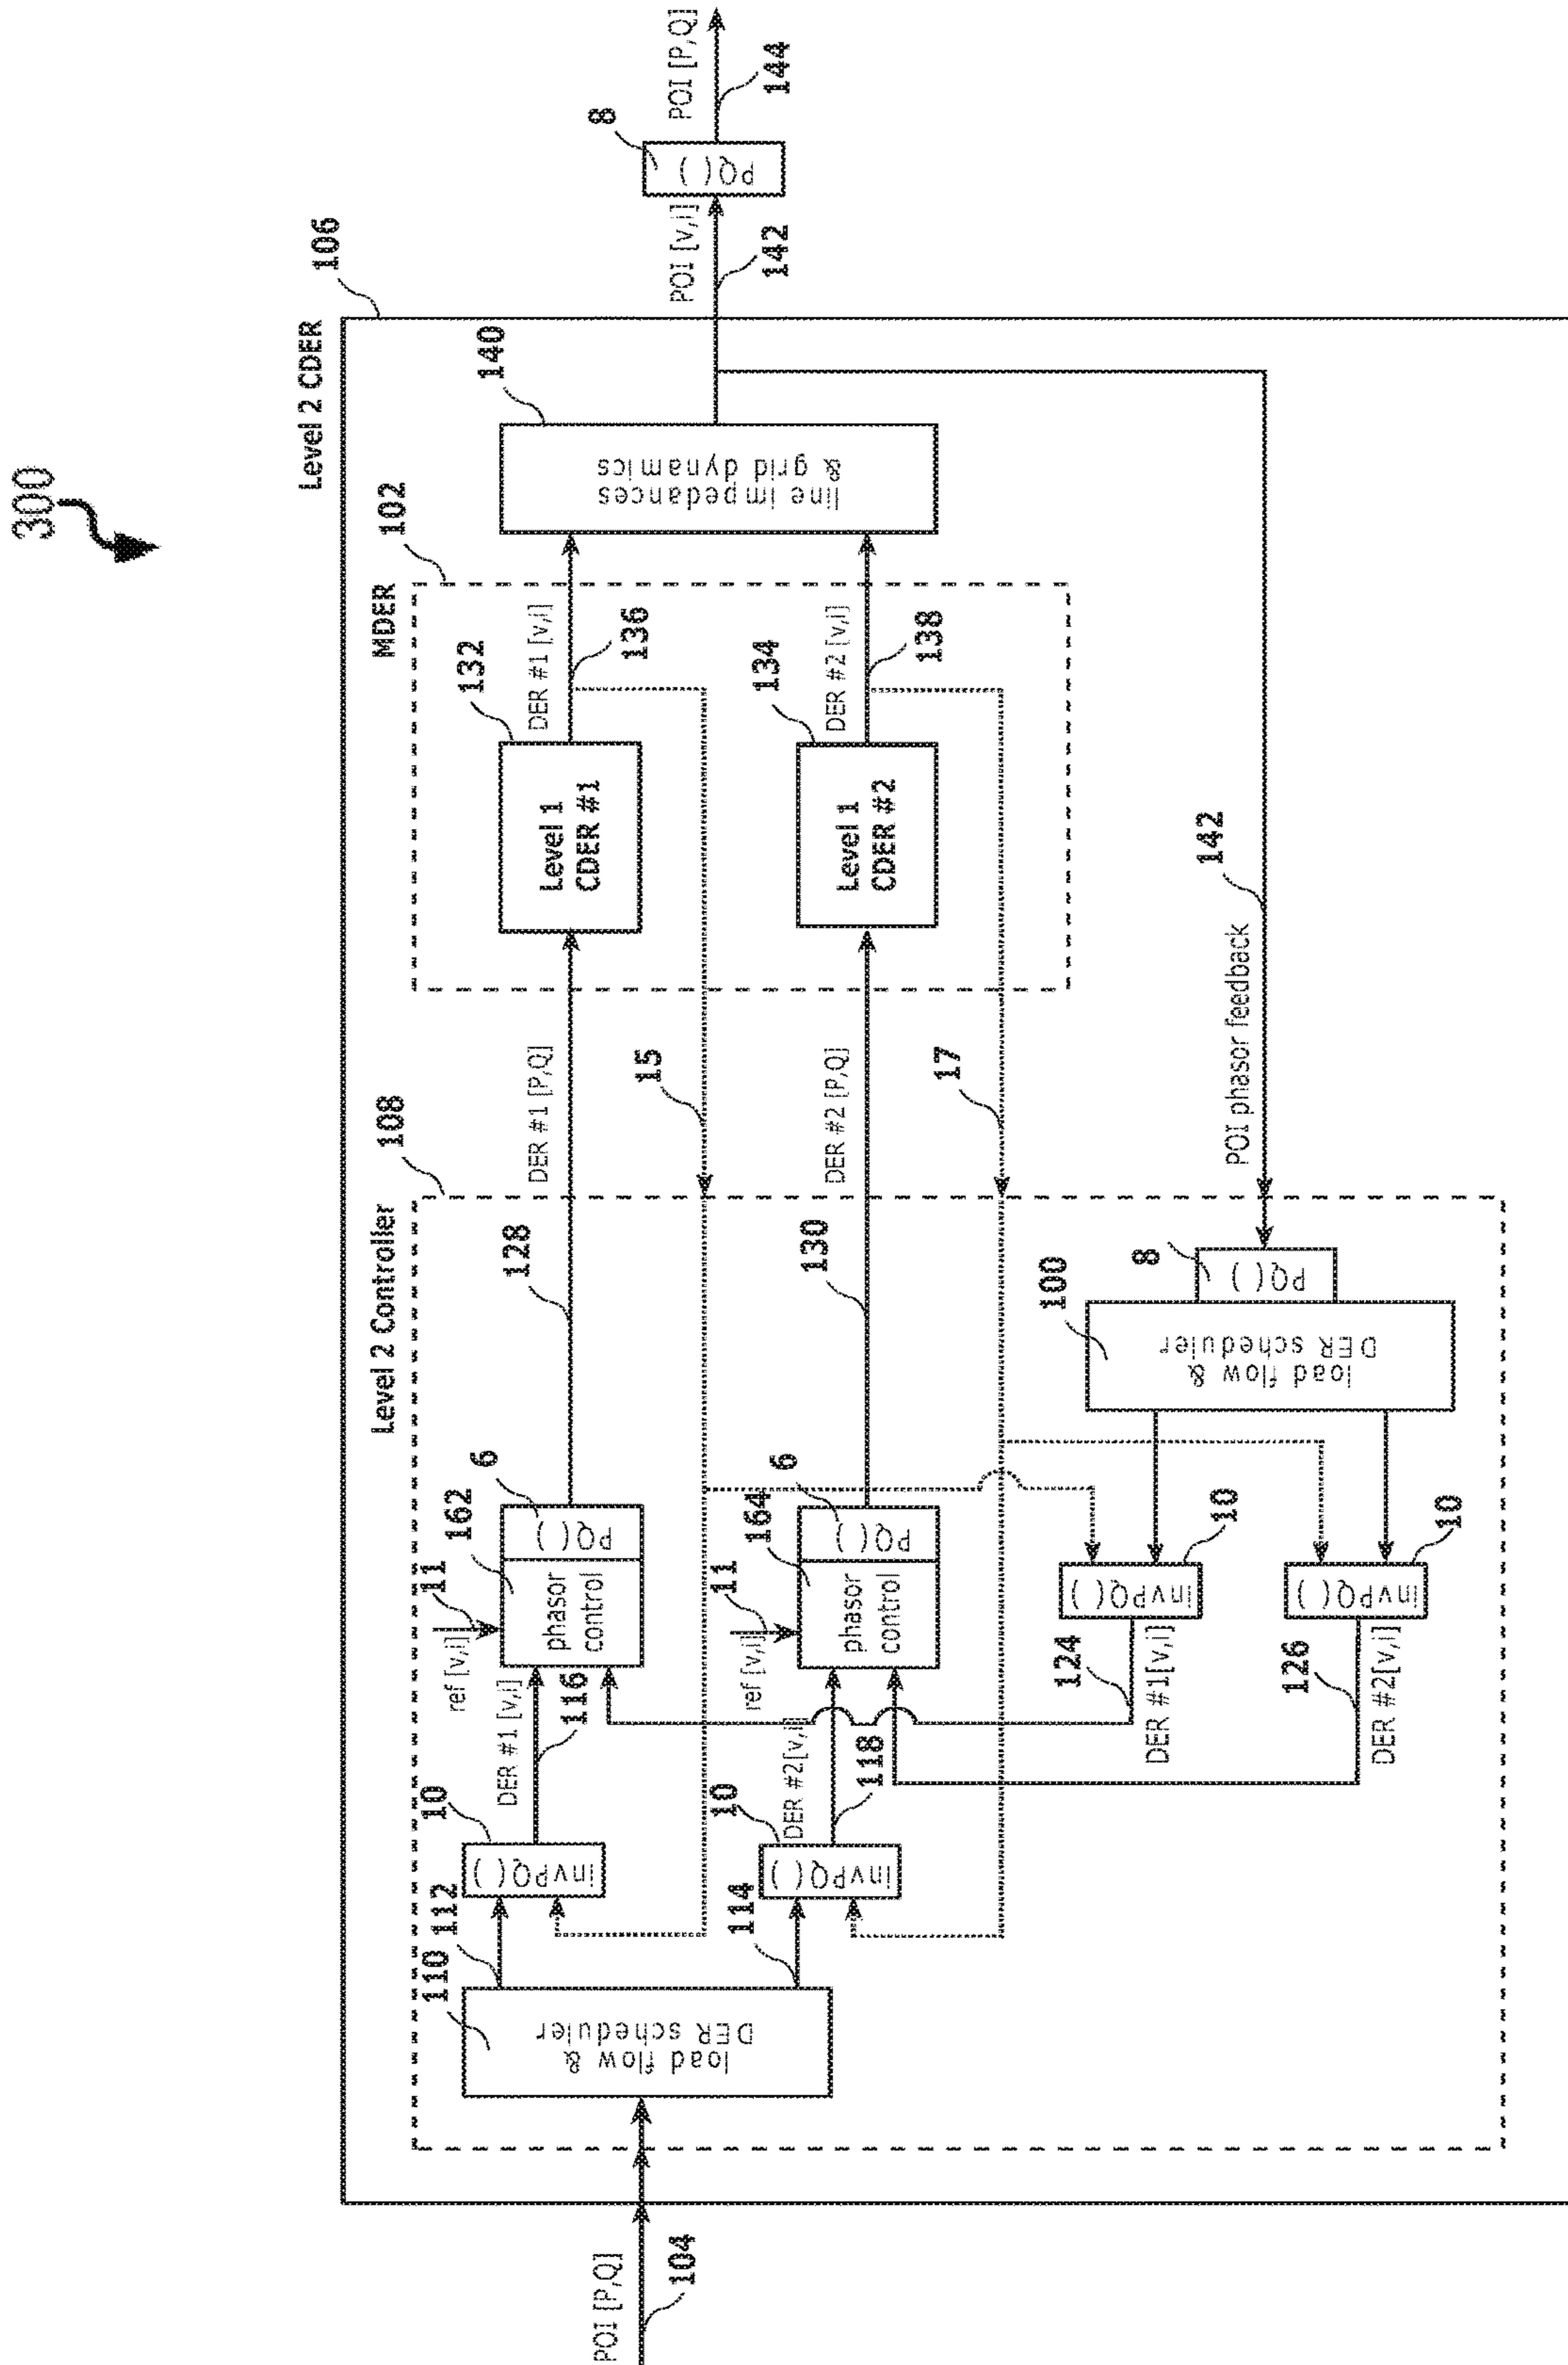 300
Level 2 CDER
106
POI [P,Q]
104
Level 2 Controller
108
110
load flow &
DER scheduler
112
114
10
invPQ( )
10
invPQ( )
DER #1 [v,i]
116
DER #2[v,i]
118
ref [v,i]
11
162
phasor
control
PQ( )
6
ref [v,i]
11
164
phasor
control
PQ( )
6
128
DER #1 [P,Q]
130
DER #2 [P,Q]
15
17
MDER
102
132
Level 1
CDER #1
134
Level 1
CDER #2
DER #1 [v,i]
136
DER #2 [v,i]
138
140
line impedances
& grid dynamics
POI [v,i]
142
8
PQ( )
POI [P,Q]
144
POI phasor feedback
142
8
PQ( )
100
load flow &
DER scheduler
invPQ( )
10
invPQ( )
10
124
DER #1[v,i]
126
DER #2[v,i]